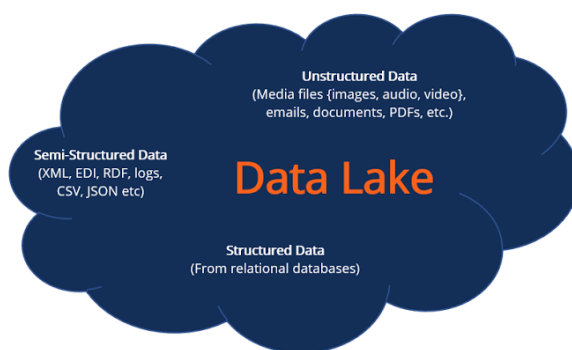 Unstructured Data
(Media files {images, audio, video},
emails, documents, PDFs, etc.)
Semi-Structured Data
(XML, EDI, RDF, logs,
CSV, JSON etc)
Data Lake
Structured Data
(From relational databases)